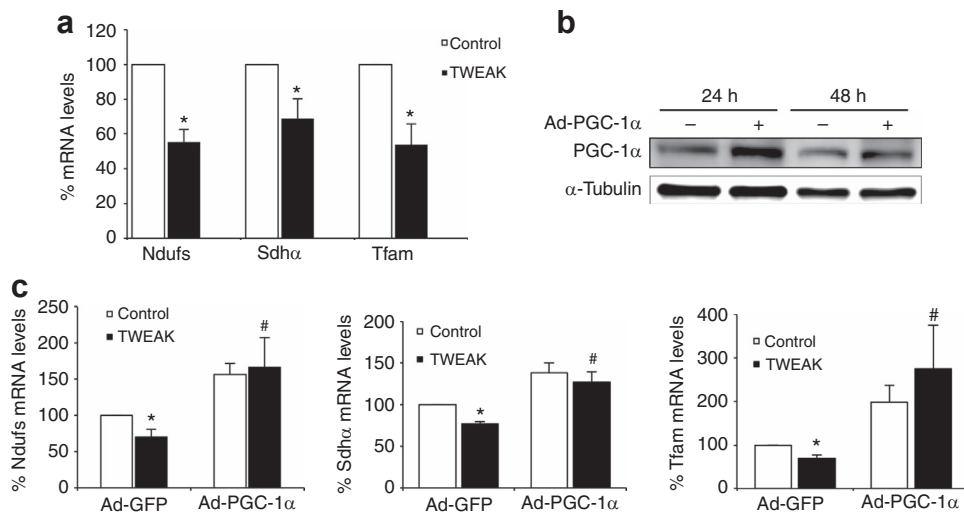 a
% mRNA levels
120
100
80
60
40
20
0
Control
TWEAK
*
*
*
Ndufs
Sdhα
Tfam
b
24 h
48 h
Ad-PGC-1α
–
+
–
+
PGC-1α
α-Tubulin
c
% Ndufs mRNA levels
250
200
150
100
50
0
Control
TWEAK
*
#
Ad-GFP
Ad-PGC-1α
% Sdhα mRNA levels
200
150
100
50
0
Control
TWEAK
*
#
Ad-GFP
Ad-PGC-1α
% Tfam mRNA levels
400
300
200
100
0
Control
TWEAK
*
#
Ad-GFP
Ad-PGC-1α